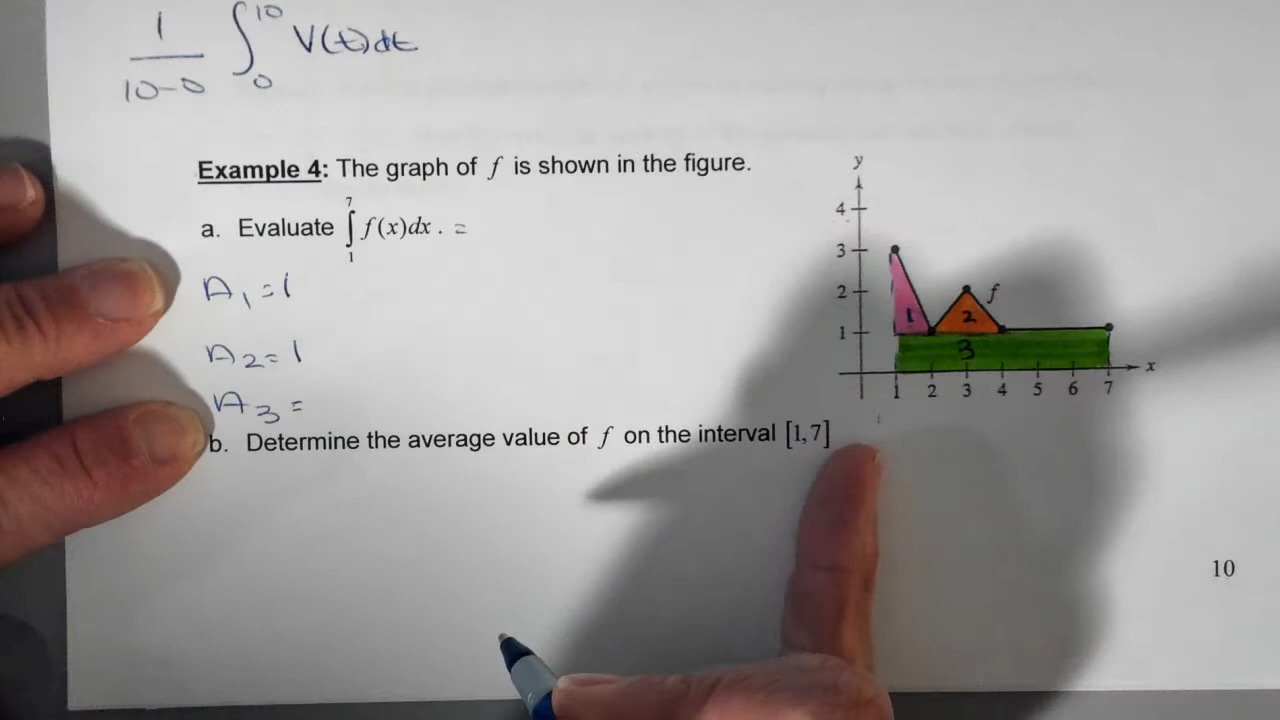 1/(10-0) ∫₀¹⁰ V(t)dt
Example 4: The graph of f is shown in the figure.
a. Evaluate ∫₁⁷ f(x)dx. =
A₁ = 1
A₂ = 1
A₃ =
b. Determine the average value of f on the interval [1,7]
y
4
3
2
1
f
1
2
3
x
1 2 3 4 5 6 7
10